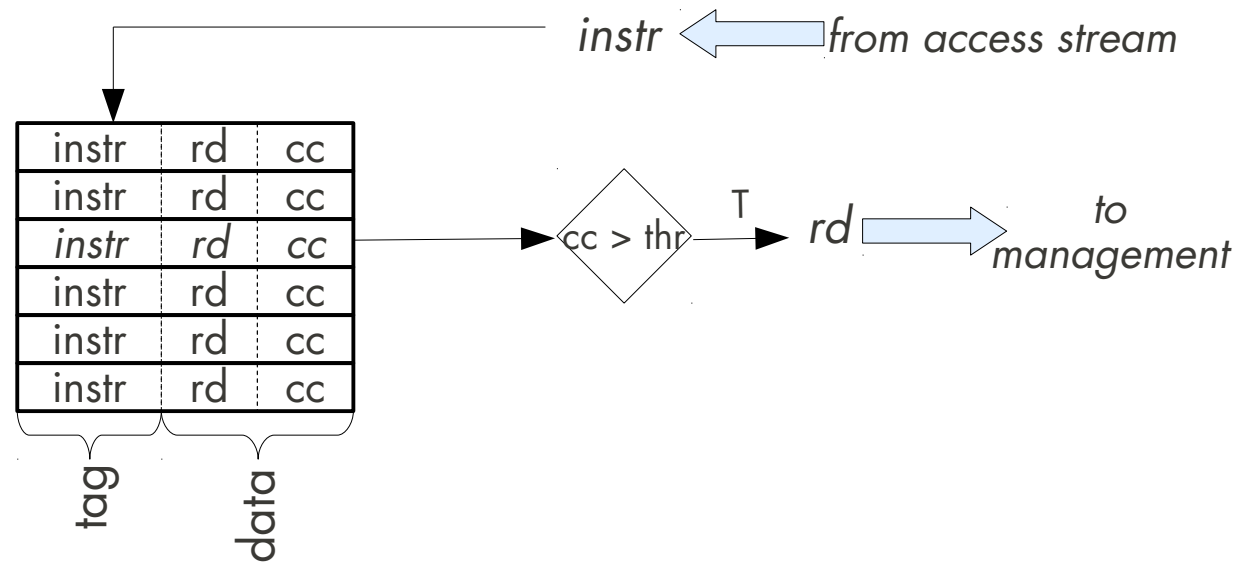 instr from access stream
instr rd cc
instr rd cc
instr rd cc
instr rd cc
instr rd cc
instr rd cc
cc > thr
T
rd
to
management
tag
data